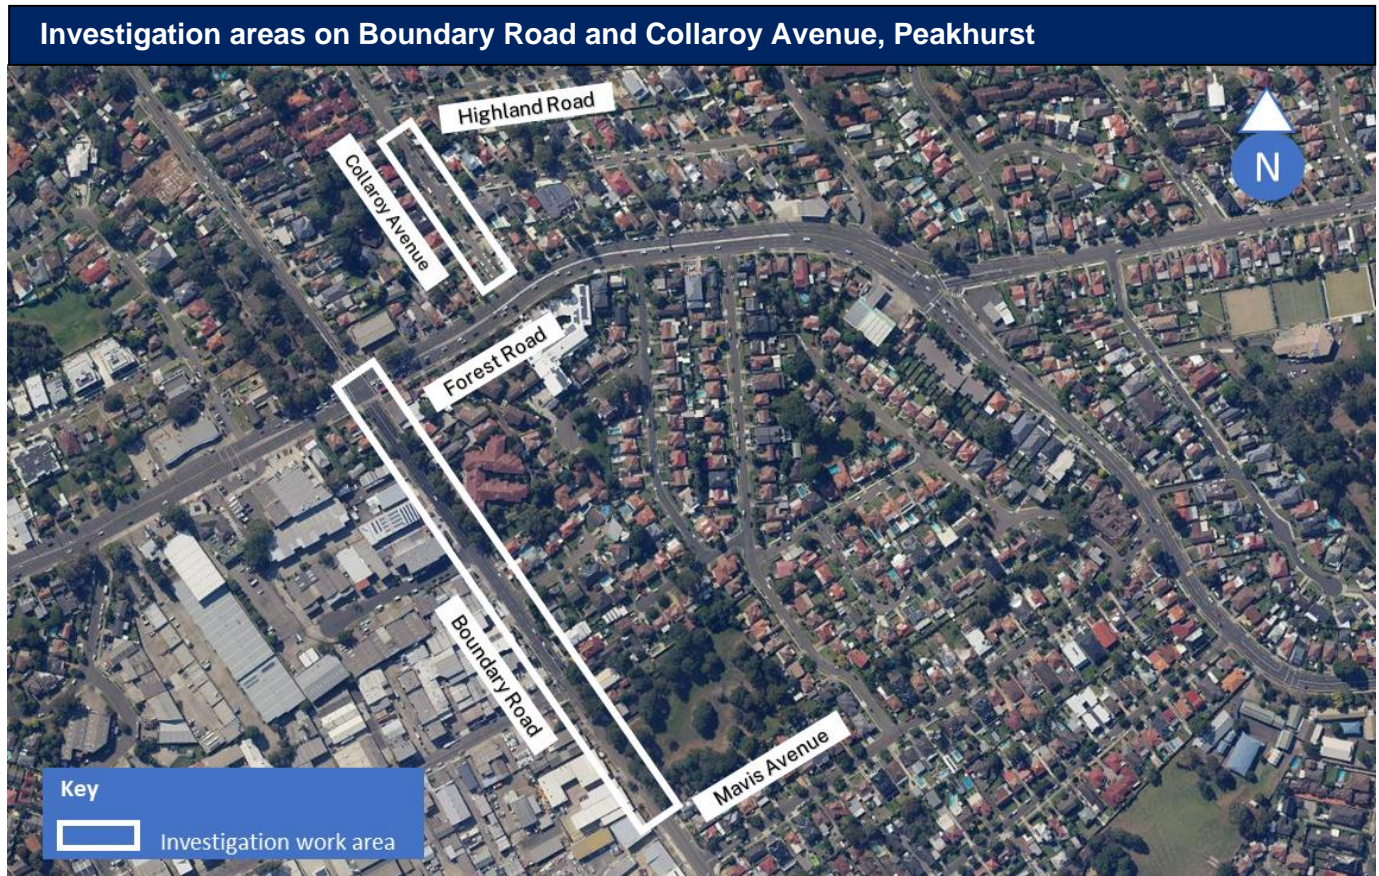 Investigation areas on Boundary Road and Collaroy Avenue, Peakhurst
Highland Road
Collaroy Avenue
N
Forest Road
Boundary Road
Mavis Avenue
Key
Investigation work area